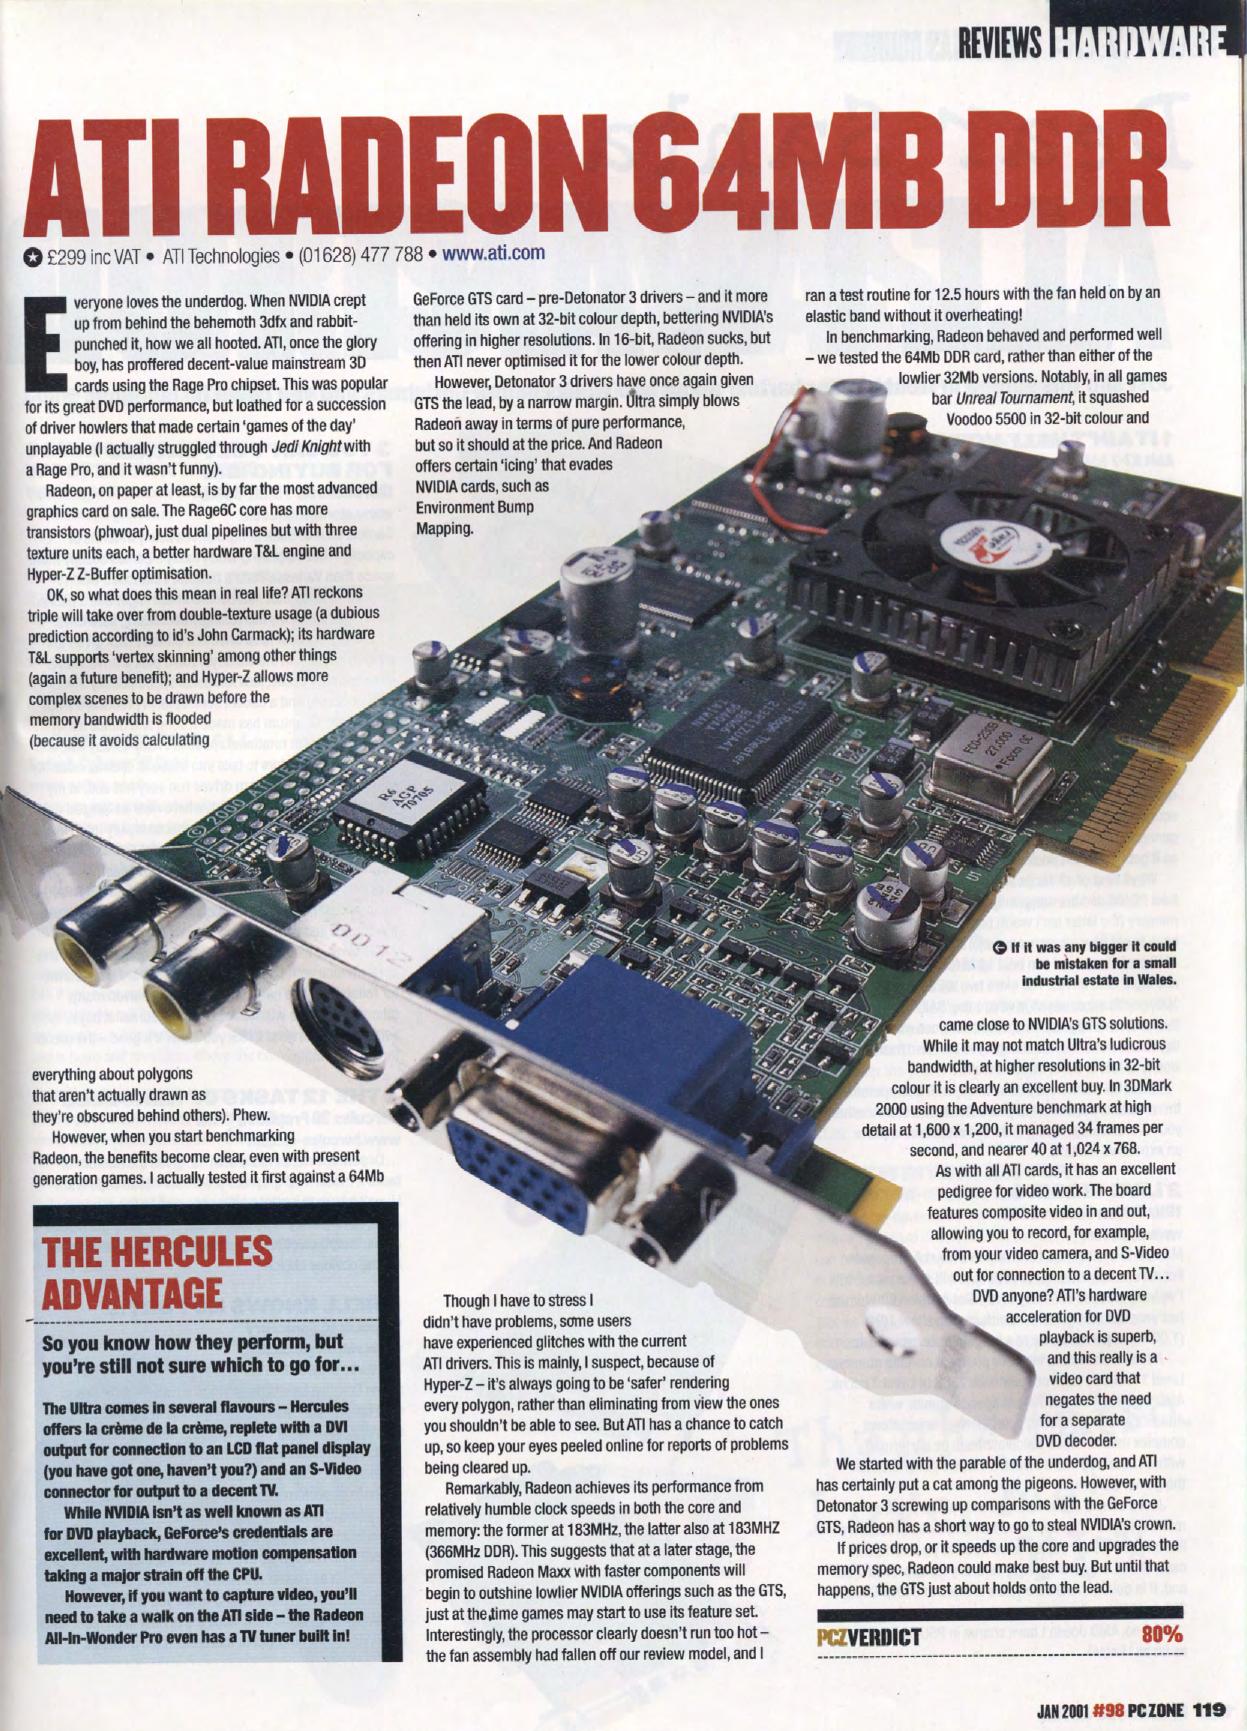 REVIEWS HARDWARE
ATI RADEON 64MB DDR
£299 inc VAT • ATI Technologies • (01628) 477 788 • www.ati.com
Everyone loves the underdog. When NVIDIA crept
up from behind the behemoth 3dfx and rabbit-
punched it, how we all hooted. ATI, once the glory
boy, has proffered decent-value mainstream 3D
cards using the Rage Pro chipset. This was popular
for its great DVD performance, but loathed for a succession
of driver howlers that made certain 'games of the day'
unplayable (I actually struggled through Jedi Knight with
a Rage Pro, and it wasn't funny).
Radeon, on paper at least, is by far the most advanced
graphics card on sale. The Rage6C core has more
transistors (phwoar), just dual pipelines but with three
texture units each, a better hardware T&L engine and
Hyper-Z Z-Buffer optimisation.
OK, so what does this mean in real life? ATI reckons
triple will take over from double-texture usage (a dubious
prediction according to id's John Carmack); its hardware
T&L supports 'vertex skinning' among other things
(again a future benefit); and Hyper-Z allows more
complex scenes to be drawn before the
memory bandwidth is flooded
(because it avoids calculating
everything about polygons
that aren't actually drawn as
they're obscured behind others). Phew.
However, when you start benchmarking
Radeon, the benefits become clear, even with present
generation games. I actually tested it first against a 64Mb
GeForce GTS card – pre-Detonator 3 drivers – and it more
than held its own at 32-bit colour depth, bettering NVIDIA's
offering in higher resolutions. In 16-bit, Radeon sucks, but
then ATI never optimised it for the lower colour depth.
However, Detonator 3 drivers have once again given
GTS the lead, by a narrow margin. Ultra simply blows
Radeon away in terms of pure performance,
but so it should at the price. And Radeon
offers certain 'icing' that evades
NVIDIA cards, such as
Environment Bump
Mapping.
Though I have to stress I
didn't have problems, some users
have experienced glitches with the current
ATI drivers. This is mainly, I suspect, because of
Hyper-Z – it's always going to be 'safer' rendering
every polygon, rather than eliminating from view the ones
you shouldn't be able to see. But ATI has a chance to catch
up, so keep your eyes peeled online for reports of problems
being cleared up.
Remarkably, Radeon achieves its performance from
relatively humble clock speeds in both the core and
memory: the former at 183MHz, the latter also at 183MHZ
(366MHz DDR). This suggests that at a later stage, the
promised Radeon Maxx with faster components will
begin to outshine lowlier NVIDIA offerings such as the GTS,
just at the time games may start to use its feature set.
Interestingly, the processor clearly doesn't run too hot –
the fan assembly had fallen off our review model, and I
ran a test routine for 12.5 hours with the fan held on by an
elastic band without it overheating!
In benchmarking, Radeon behaved and performed well
– we tested the 64Mb DDR card, rather than either of the
lowlier 32Mb versions. Notably, in all games
bar Unreal Tournament, it squashed
Voodoo 5500 in 32-bit colour and
came close to NVIDIA's GTS solutions.
While it may not match Ultra's ludicrous
bandwidth, at higher resolutions in 32-bit
colour it is clearly an excellent buy. In 3DMark
2000 using the Adventure benchmark at high
detail at 1,600 x 1,200, it managed 34 frames per
second, and nearer 40 at 1,024 x 768.
As with all ATI cards, it has an excellent
pedigree for video work. The board
features composite video in and out,
allowing you to record, for example,
from your video camera, and S-Video
out for connection to a decent TV...
DVD anyone? ATI's hardware
acceleration for DVD
playback is superb,
and this really is a
video card that
negates the need
for a separate
DVD decoder.
We started with the parable of the underdog, and ATI
has certainly put a cat among the pigeons. However, with
Detonator 3 screwing up comparisons with the GeForce
GTS, Radeon has a short way to go to steal NVIDIA's crown.
If prices drop, or it speeds up the core and upgrades the
memory spec, Radeon could make best buy. But until that
happens, the GTS just about holds onto the lead.
PCZVERDICT 80%
If it was any bigger it could
be mistaken for a small
industrial estate in Wales.
THE HERCULES
ADVANTAGE
So you know how they perform, but
you're still not sure which to go for...
The Ultra comes in several flavours – Hercules
offers la crème de la crème, replete with a DVI
output for connection to an LCD flat panel display
(you have got one, haven't you?) and an S-Video
connector for output to a decent TV.
While NVIDIA isn't as well known as ATI
for DVD playback, GeForce's credentials are
excellent, with hardware motion compensation
taking a major strain off the CPU.
However, if you want to capture video, you'll
need to take a walk on the ATI side – the Radeon
All-In-Wonder Pro even has a TV tuner built in!
R6
AGP
70705
0012
© 2000 ATI
27.000
JAN 2001 #98 PC ZONE 119